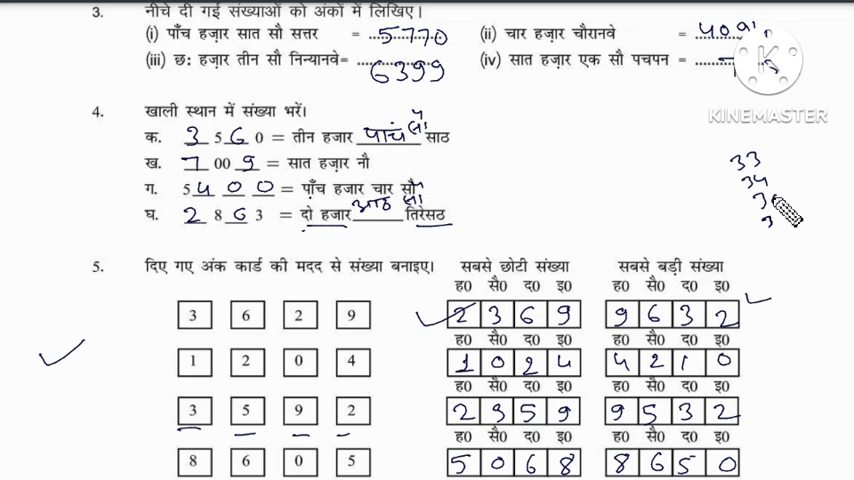 3. नीचे दी गई संख्याओं को अंकों में लिखिए।
(i) पाँच हज़ार सात सौ सत्तर = 5770 (ii) चार हज़ार चौरानवे = 409
(iii) छः हज़ार तीन सौ निन्यानवे= 6399 (iv) सात हज़ार एक सौ पचपन =
KINEMASTER
4. खाली स्थान में संख्या भरें।
क. 3 5 6 0 = तीन हजार पाचं सौ साठ
ख. 7 00 9 = सात हज़ार नौ
ग. 5 4 0 0 = पाँच हज़ार चार सौ
घ. 2 8 6 3 = दो हजार आठ सौ तिरेसठ
33
34
3
3
5. दिए गए अंक कार्ड की मदद से संख्या बनाइए। सबसे छोटी संख्या सबसे बड़ी संख्या
ह0 सै0 द0 इ0 ह0 सै0 द0 इ0
3 6 2 9 2 3 6 9 9 6 3 2
ह0 सै0 द0 इ0 ह0 सै0 द0 इ0
1 2 0 4 1 0 2 4 4 2 1 0
ह0 सै0 द0 इ0 ह0 सै0 द0 इ0
3 5 9 2 2 3 5 9 9 5 3 2
ह0 सै0 द0 इ0 ह0 सै0 द0 इ0
8 6 0 5 5 0 6 8 8 6 5 0